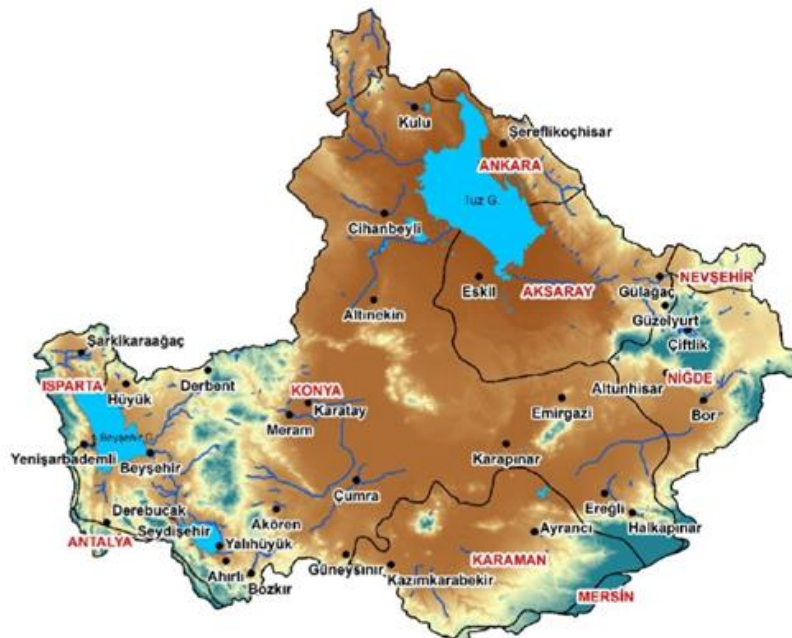 Kulu
Şereflikoçhisar
ANKARA
Tuz G.
Cihanbeyli
Eskil
AKSARAY
NEVŞEHİR
Gülağaç
Altınekin
Güzelyurt
Çiftlik
Şarkikaraağaç
ISPARTA
Hüyük
Derbent
KONYA
Karatay
Meram
Altunhisar
NİĞDE
Emirgazi
Bor
Beyşehir G.
Yenişarbademli
Beyşehir
Karapınar
Çumra
Ereğli
Halkapınar
Derebucak
Akören
Seydişehir
Ayrancı
ANTALYA
Yalıhüyük
Güneysınır
KARAMAN
Ahırlı
Kazımkarabekir
Bozkır
MERSİN